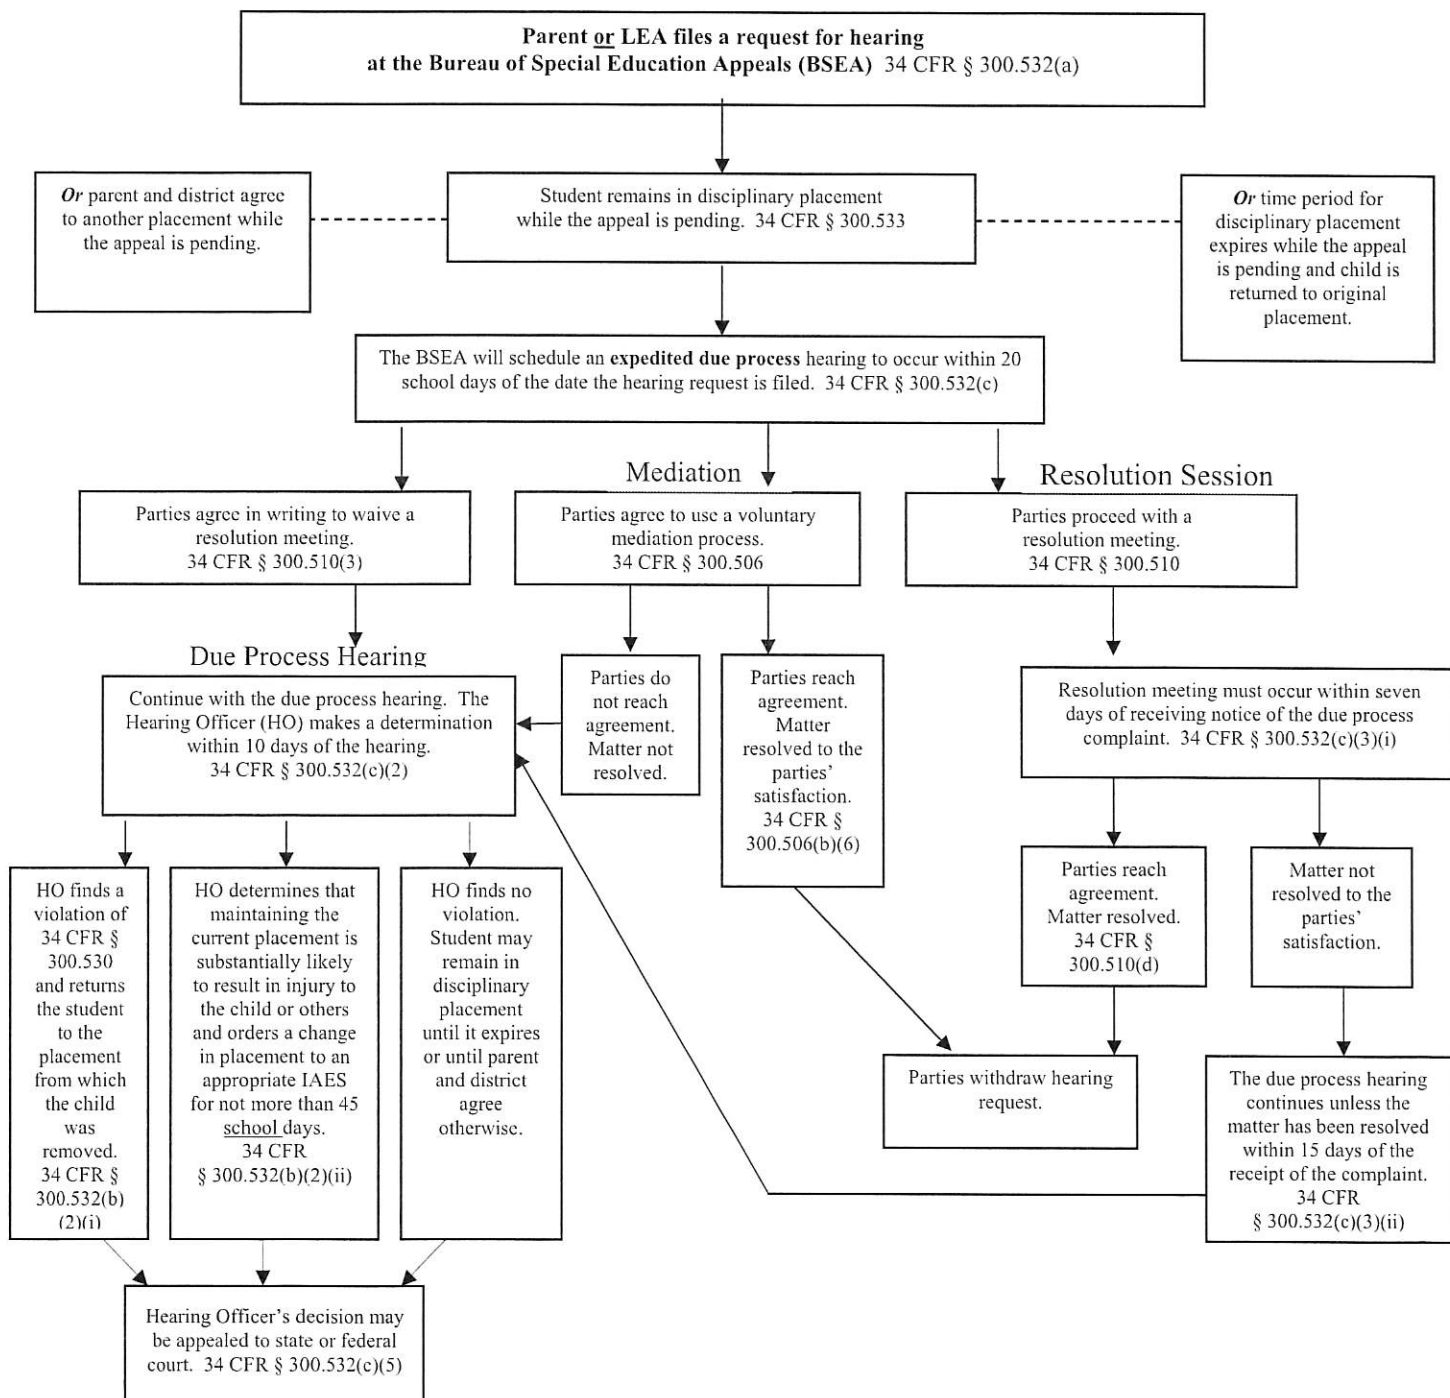 Parent or LEA files a request for hearing
at the Bureau of Special Education Appeals (BSEA) 34 CFR § 300.532(a)
Or parent and district agree
to another placement while
the appeal is pending.
Student remains in disciplinary placement
while the appeal is pending. 34 CFR § 300.533
Or time period for
disciplinary placement
expires while the appeal
is pending and child is
returned to original
placement.
The BSEA will schedule an expedited due process hearing to occur within 20
school days of the date the hearing request is filed. 34 CFR § 300.532(c)
Parties agree in writing to waive a
resolution meeting.
34 CFR § 300.510(3)
Mediation
Parties agree to use a voluntary
mediation process.
34 CFR § 300.506
Resolution Session
Parties proceed with a
resolution meeting.
34 CFR § 300.510
Due Process Hearing
Continue with the due process hearing. The
Hearing Officer (HO) makes a determination
within 10 days of the hearing.
34 CFR § 300.532(c)(2)
Parties do
not reach
agreement.
Matter not
resolved.
Parties reach
agreement.
Matter
resolved to the
parties'
satisfaction.
34 CFR §
300.506(b)(6)
Resolution meeting must occur within seven
days of receiving notice of the due process
complaint. 34 CFR § 300.532(c)(3)(i)
HO finds a
violation of
34 CFR §
300.530
and returns
the student
to the
placement
from which
the child
was
removed.
34 CFR §
300.532(b)
(2)(i)
HO determines that
maintaining the
current placement is
substantially likely
to result in injury to
the child or others
and orders a change
in placement to an
appropriate IAES
for not more than 45
school days.
34 CFR
§ 300.532(b)(2)(ii)
HO finds no
violation.
Student may
remain in
disciplinary
placement
until it expires
or until parent
and district
agree
otherwise.
Parties reach
agreement.
Matter resolved.
34 CFR §
300.510(d)
Matter not
resolved to the
parties'
satisfaction.
Parties withdraw hearing
request.
The due process hearing
continues unless the
matter has been resolved
within 15 days of the
receipt of the complaint.
34 CFR
§ 300.532(c)(3)(ii)
Hearing Officer's decision may
be appealed to state or federal
court. 34 CFR § 300.532(c)(5)